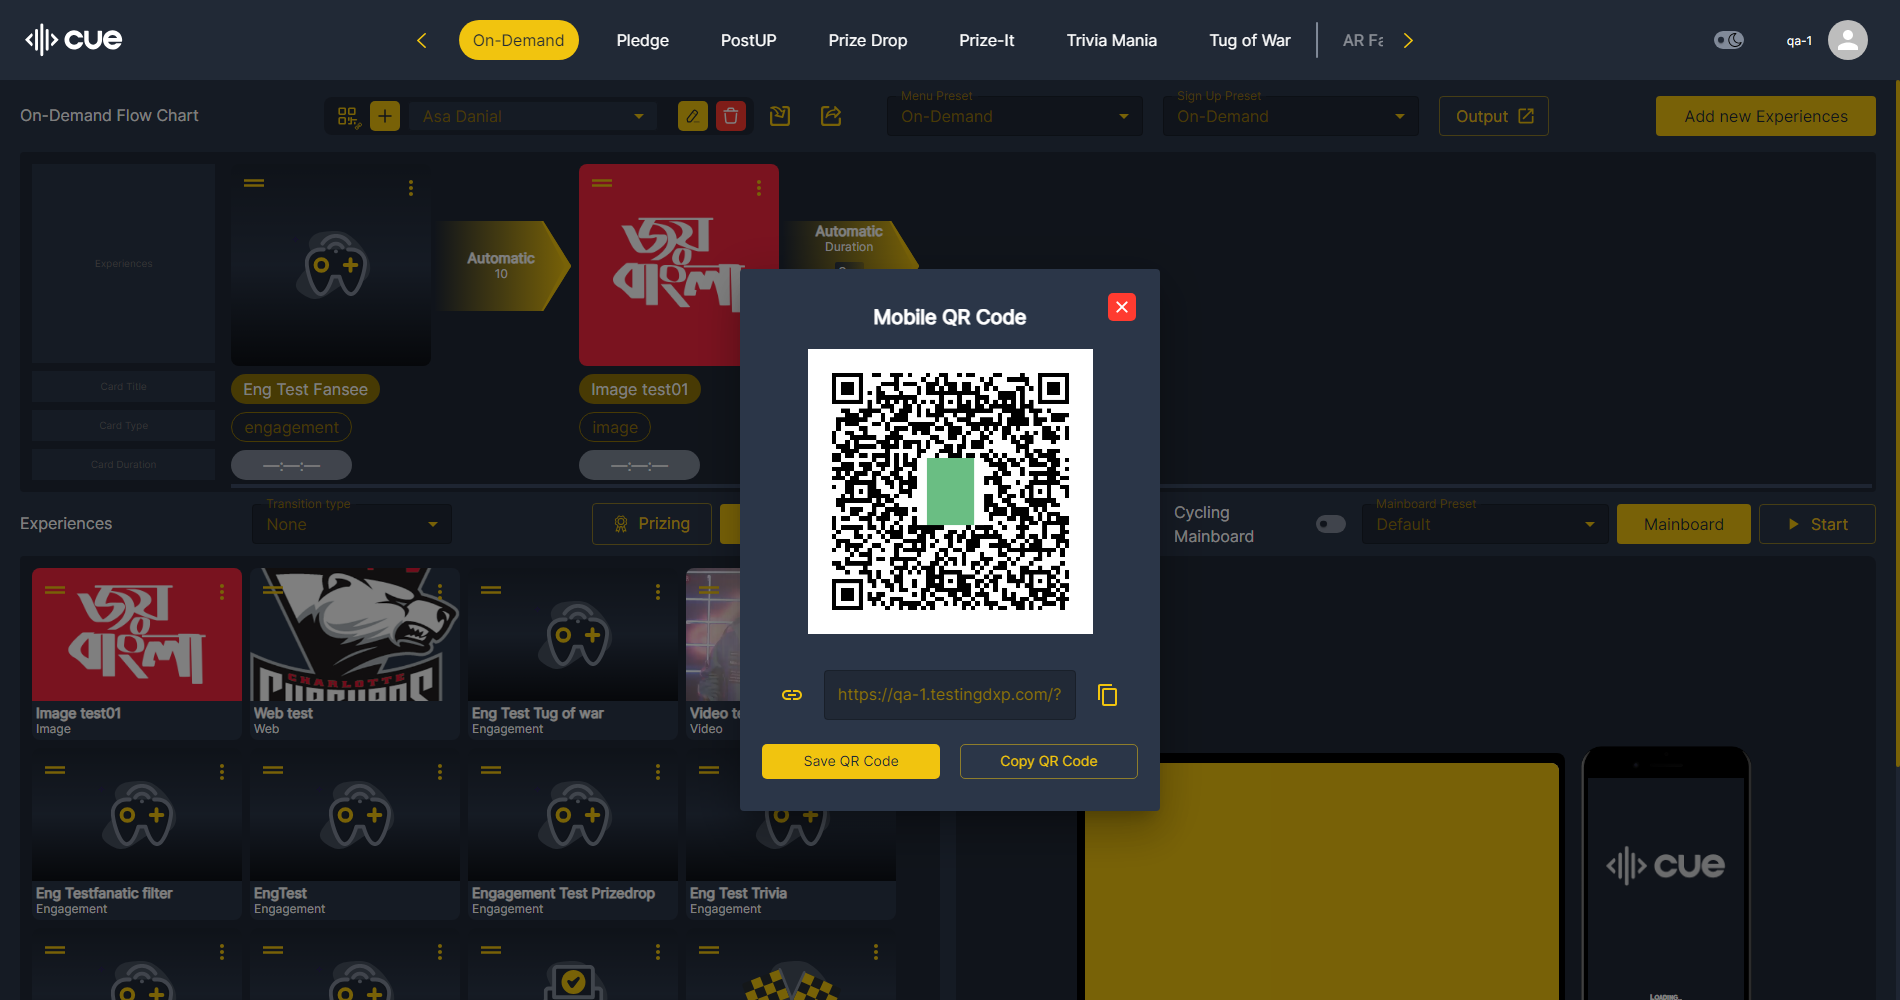 cue
On-Demand
Pledge
PostUP
Prize Drop
Prize-It
Trivia Mania
Tug of War
AR Fa
qa-1
On-Demand Flow Chart
Asa Danial
Menu Preset
On-Demand
Sign Up Preset
On-Demand
Output
Add new Experiences
Experiences
Automatic
10
জয়
বাংলা
Automatic
Duration
Card Title
Eng Test Fansee
Image test01
Card Type
engagement
image
Card Duration
—:—:—
—:—:—
Mobile QR Code
https://qa-1.testingdxp.com/?
Save QR Code
Copy QR Code
Experiences
Transition type
None
Prizing
Cycling
Mainboard
Mainboard Preset
Default
Mainboard
Start
জয়
বাংলা
CHARLOTTE
Image test01
Image
Web test
Web
Eng Test Tug of war
Engagement
Video te
Video
Eng Testfanatic filter
Engagement
EngTest
Engagement
Engagement Test Prizedrop
Engagement
Eng Test Trivia
Engagement
cue
LOADING...